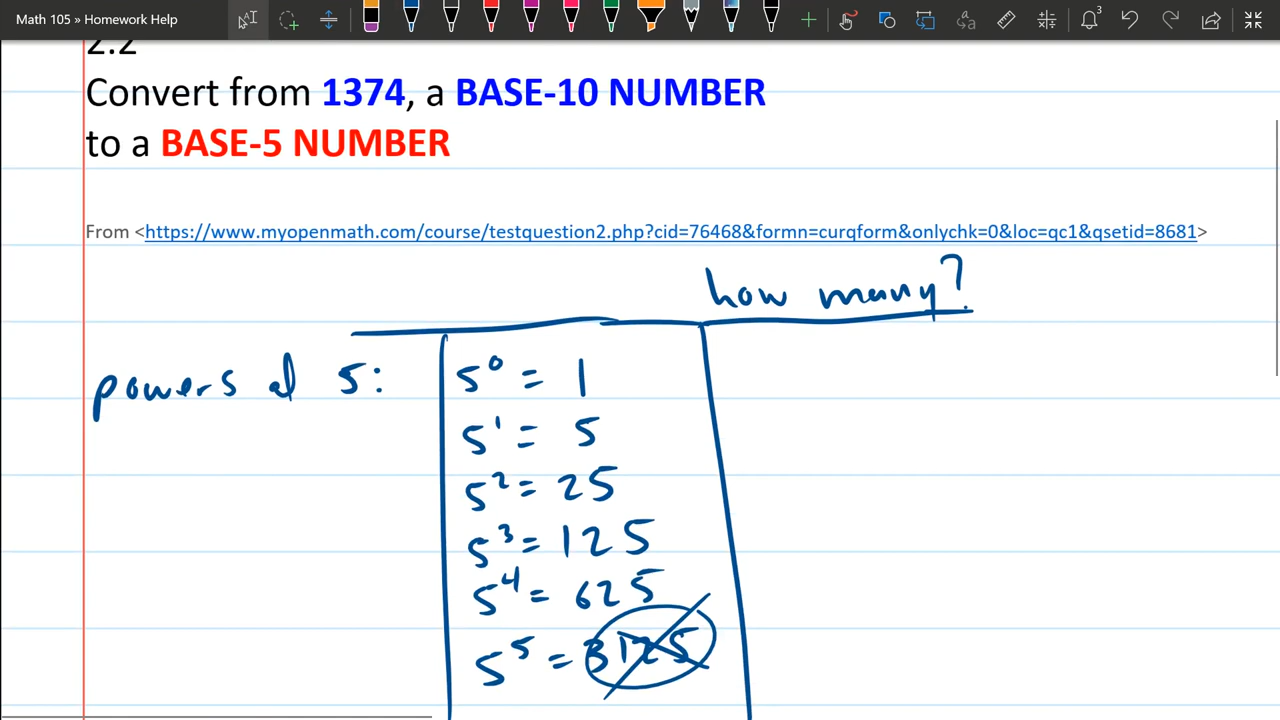 Math 105 » Homework Help
2.2
Convert from 1374, a BASE-10 NUMBER
to a BASE-5 NUMBER
From <https://www.myopenmath.com/course/testquestion2.php?cid=76468&formn=curqform&onlychk=0&loc=qc1&qsetid=8681>
how many?
powers of 5:
5⁰ = 1
5¹ = 5
5² = 25
5³ = 125
5⁴ = 625
5⁵ = 3125